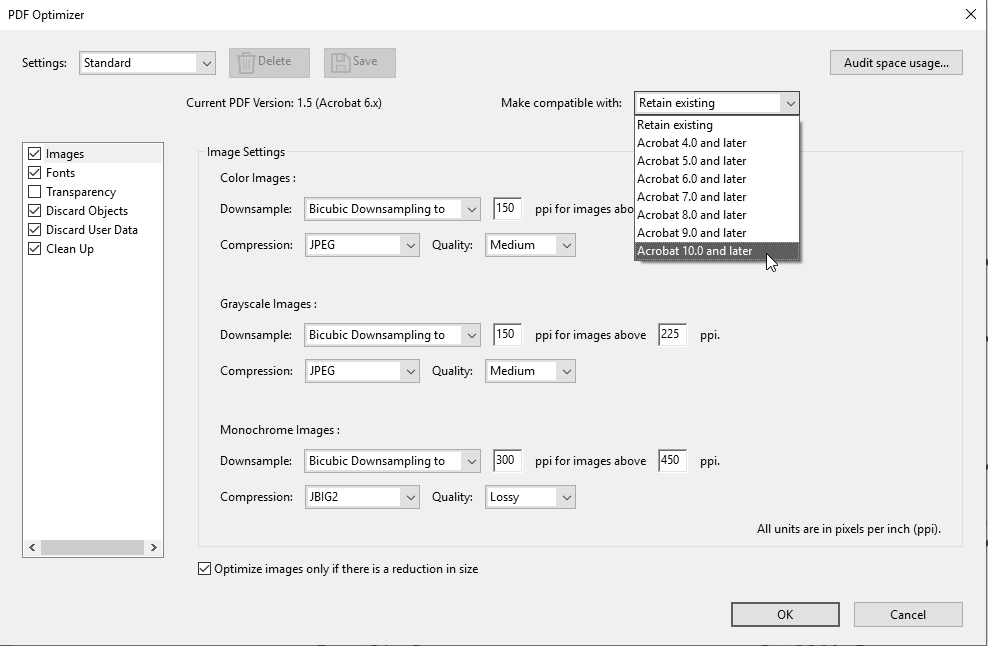 PDF Optimizer
Settings: Standard Delete Save Audit space usage...
Current PDF Version: 1.5 (Acrobat 6.x) Make compatible with: Retain existing
Retain existing
Acrobat 4.0 and later
Acrobat 5.0 and later
Acrobat 6.0 and later
Acrobat 7.0 and later
Acrobat 8.0 and later
Acrobat 9.0 and later
Acrobat 10.0 and later
Images
Fonts
Transparency
Discard Objects
Discard User Data
Clean Up
Image Settings
Color Images :
Downsample: Bicubic Downsampling to 150 ppi for images abo
Compression: JPEG Quality: Medium
Grayscale Images :
Downsample: Bicubic Downsampling to 150 ppi for images above 225 ppi.
Compression: JPEG Quality: Medium
Monochrome Images :
Downsample: Bicubic Downsampling to 300 ppi for images above 450 ppi.
Compression: JBIG2 Quality: Lossy
All units are in pixels per inch (ppi).
Optimize images only if there is a reduction in size
OK Cancel